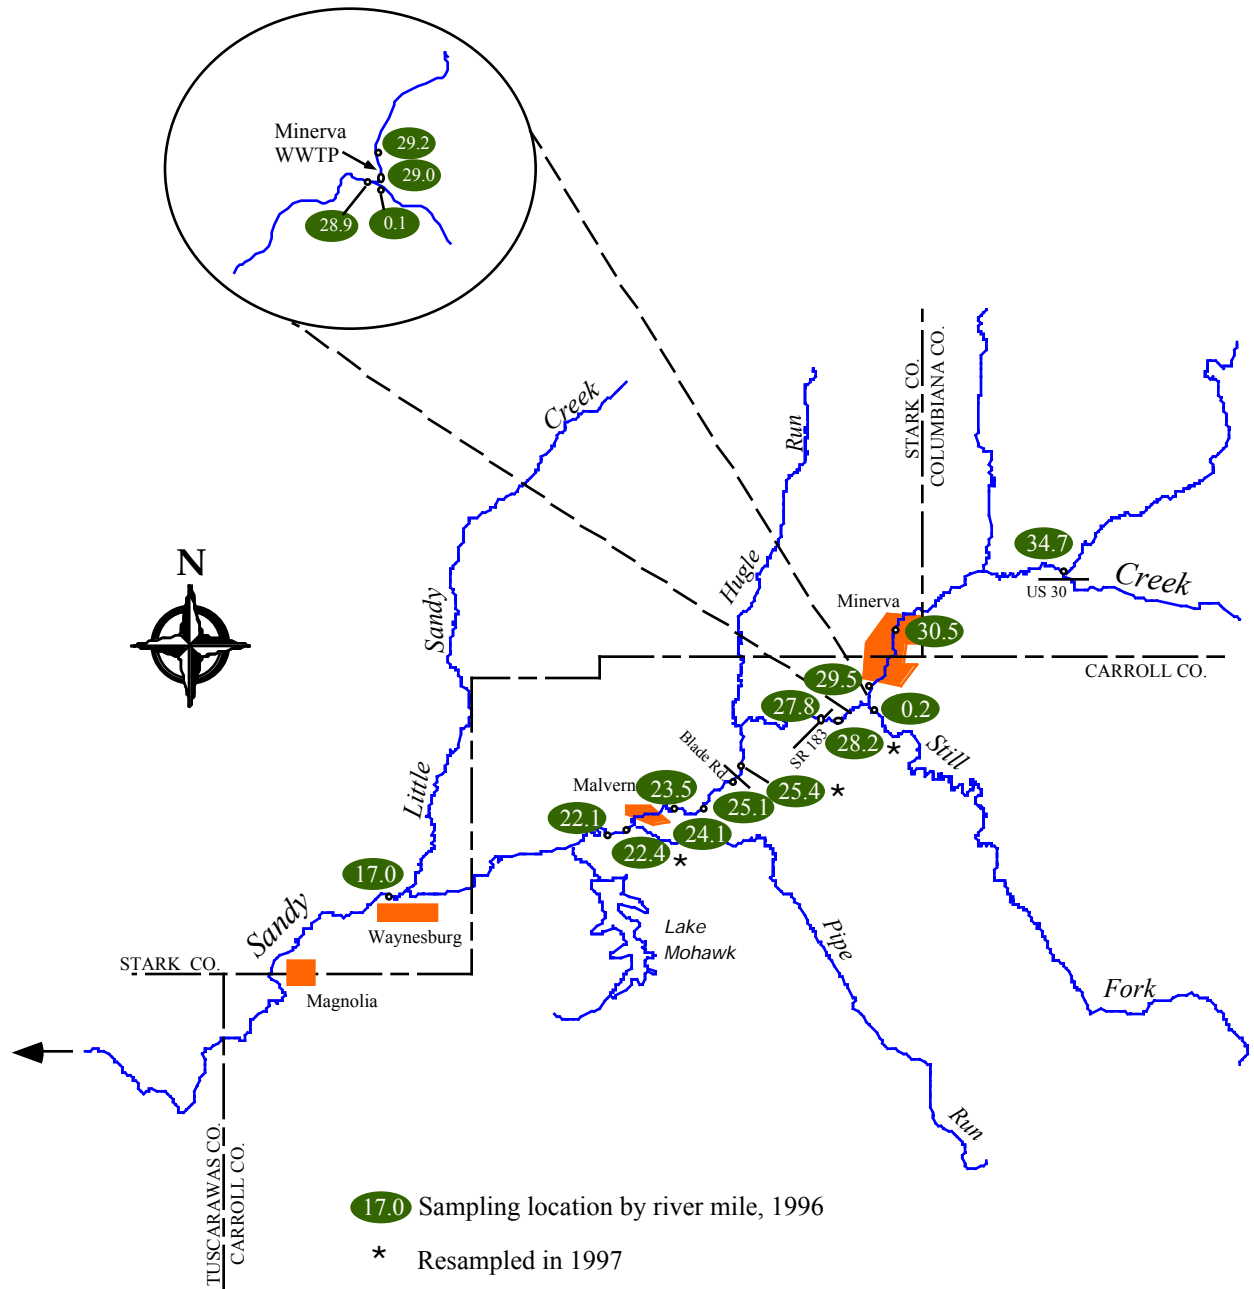 Minerva
WWTP
29.2
29.0
28.9
0.1
Creek
Run
STARK CO.
COLUMBIANA CO.
34.7
US 30
Creek
N
Sandy
Hugle
Minerva
30.5
CARROLL CO.
29.5
27.8
0.2
SR 183
28.2
*
Still
Blade Rd.
Malvern
23.5
25.4
*
25.1
Little
22.1
24.1
22.4
*
17.0
Sandy
Waynesburg
Lake
Mohawk
Pipe
STARK CO.
Magnolia
Fork
Run
TUSCARAWAS CO.
CARROLL CO.
17.0 Sampling location by river mile, 1996
* Resampled in 1997